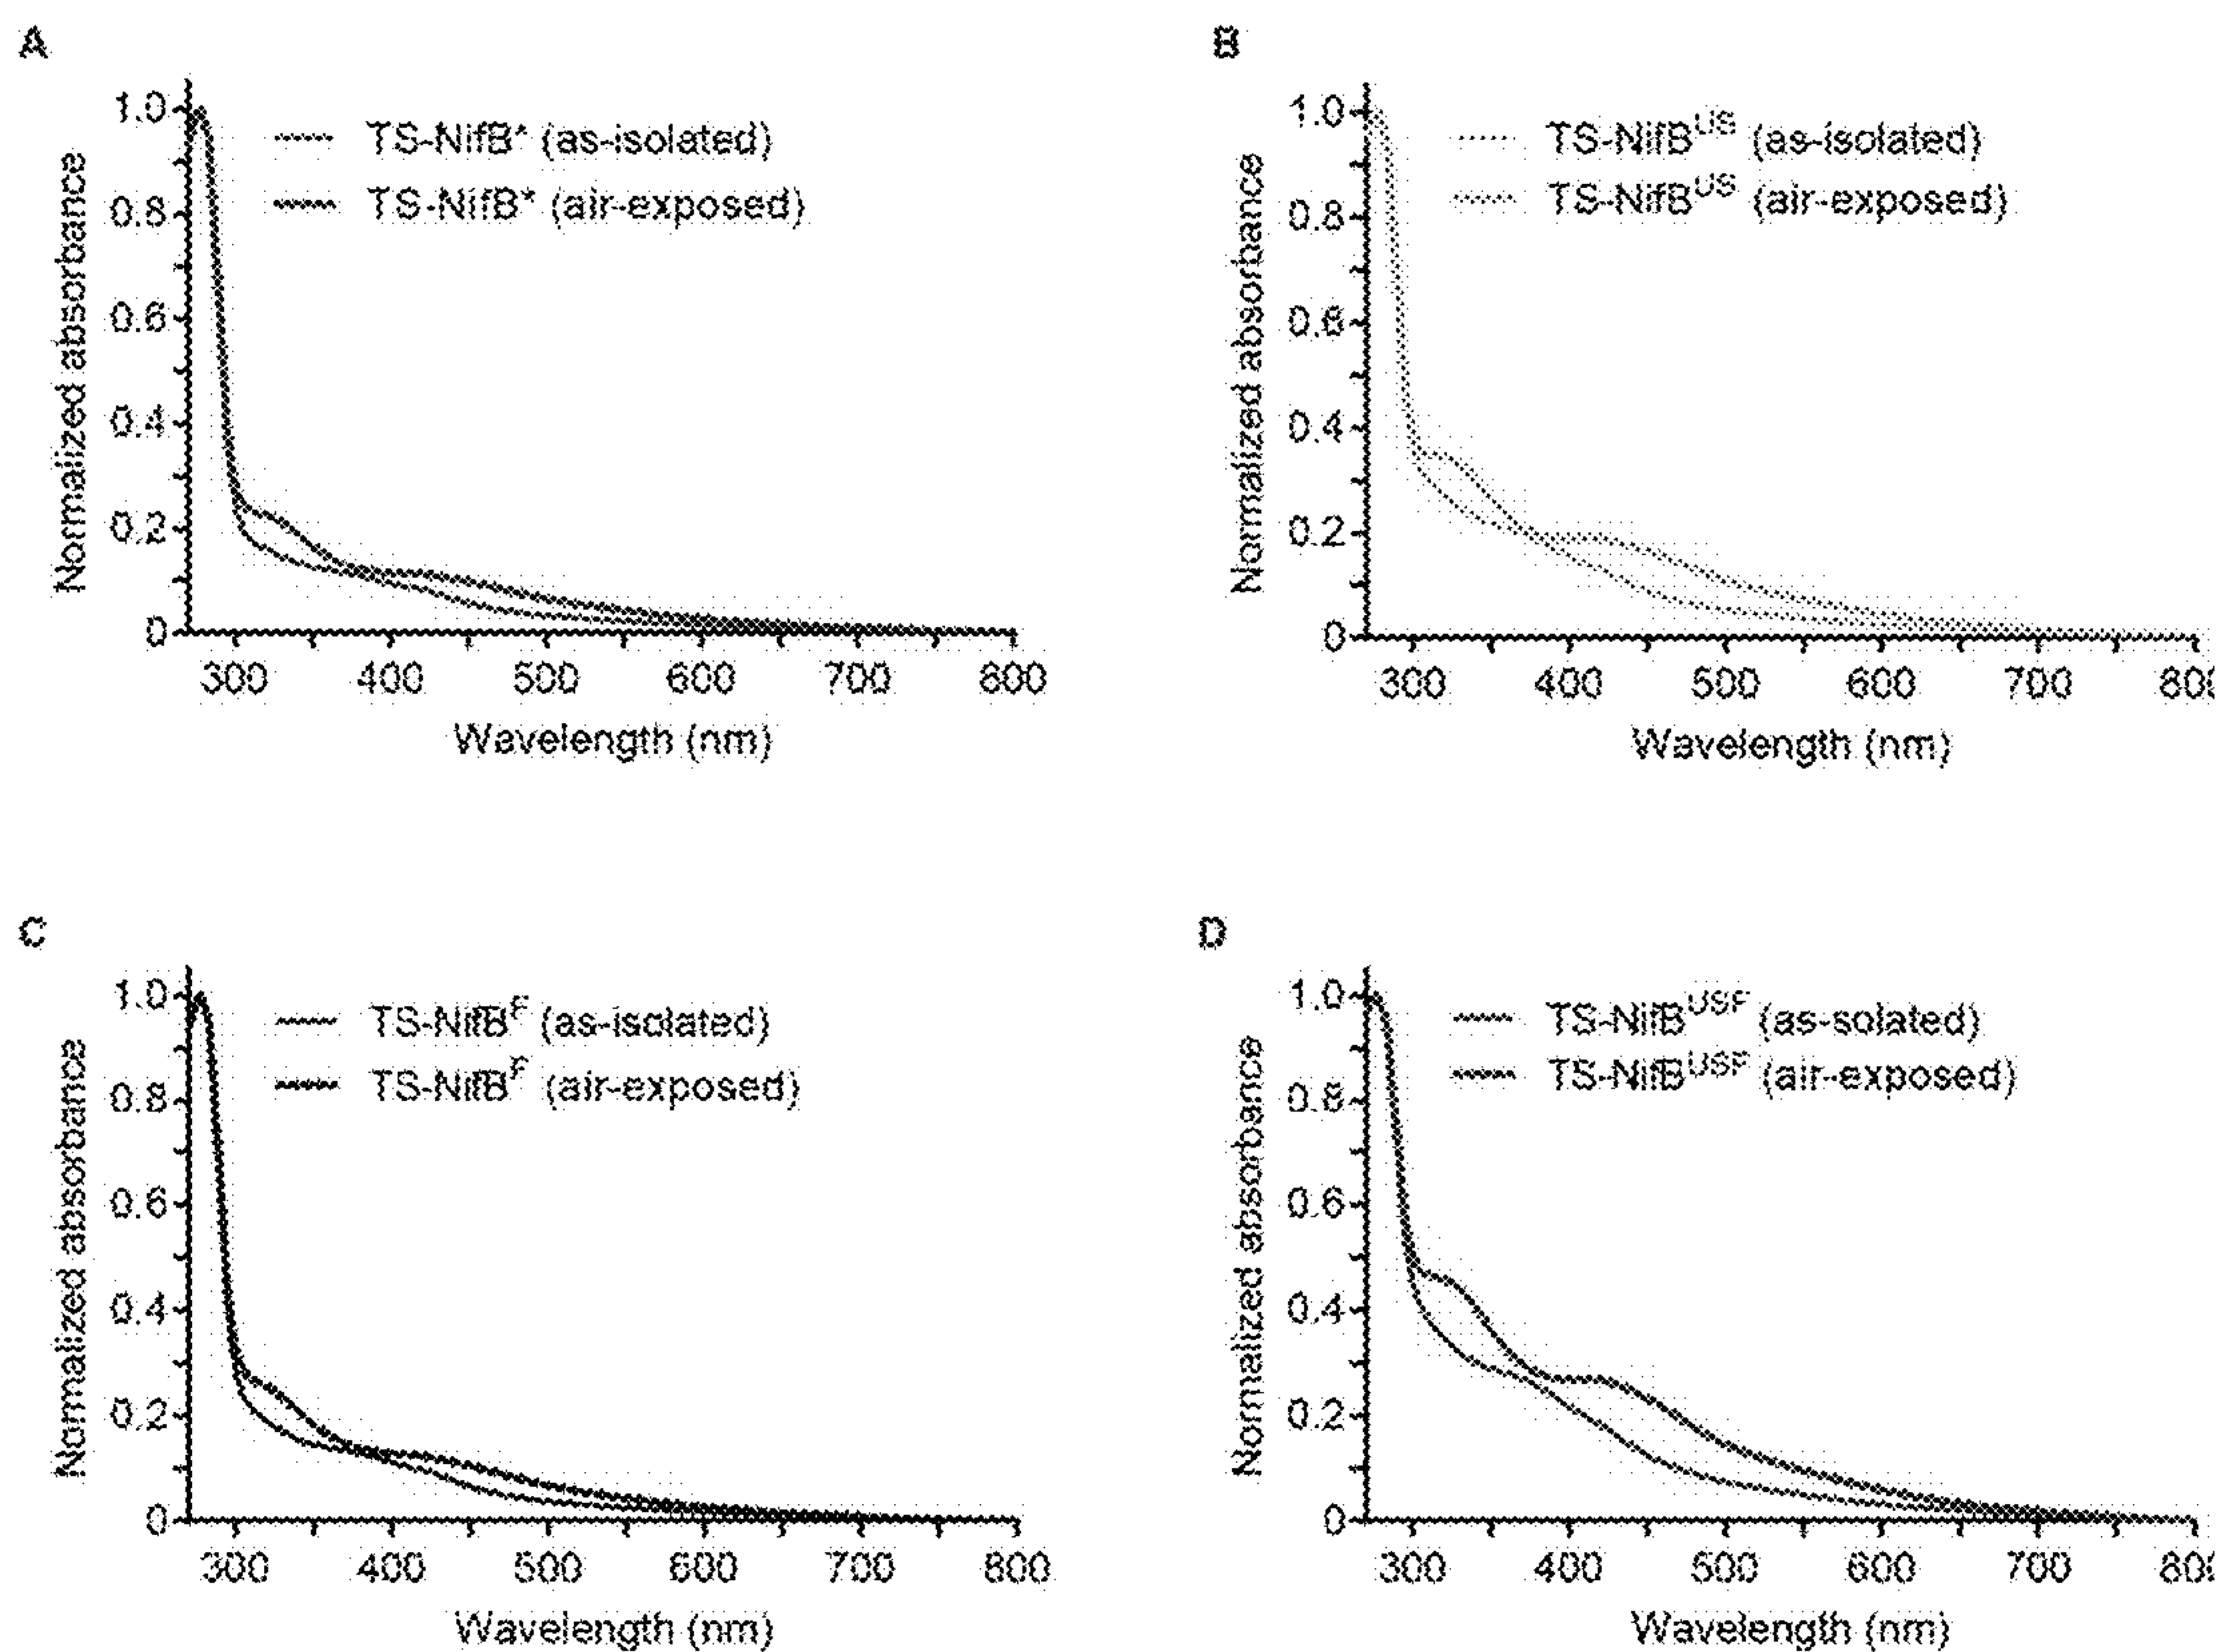 A
Normalized absorbance
1.0
0.8
0.6
0.4
0.2
0
TS-NifB* (as-isolated)
TS-NifB* (air-exposed)
300 400 500 600 700 800
Wavelength (nm)
B
Normalized absorbance
1.0
0.8
0.6
0.4
0.2
0
TS-NifB^US (as-isolated)
TS-NifB^US (air-exposed)
300 400 500 600 700 80
Wavelength (nm)
C
Normalized absorbance
1.0
0.8
0.6
0.4
0.2
0
TS-NifB^F (as-isolated)
TS-NifB^F (air-exposed)
300 400 500 600 700 800
Wavelength (nm)
D
Normalized absorbance
1.0
0.8
0.6
0.4
0.2
0
TS-NifB^USF (as-solated)
TS-NifB^USF (air-exposed)
300 400 500 600 700 80
Wavelength (nm)